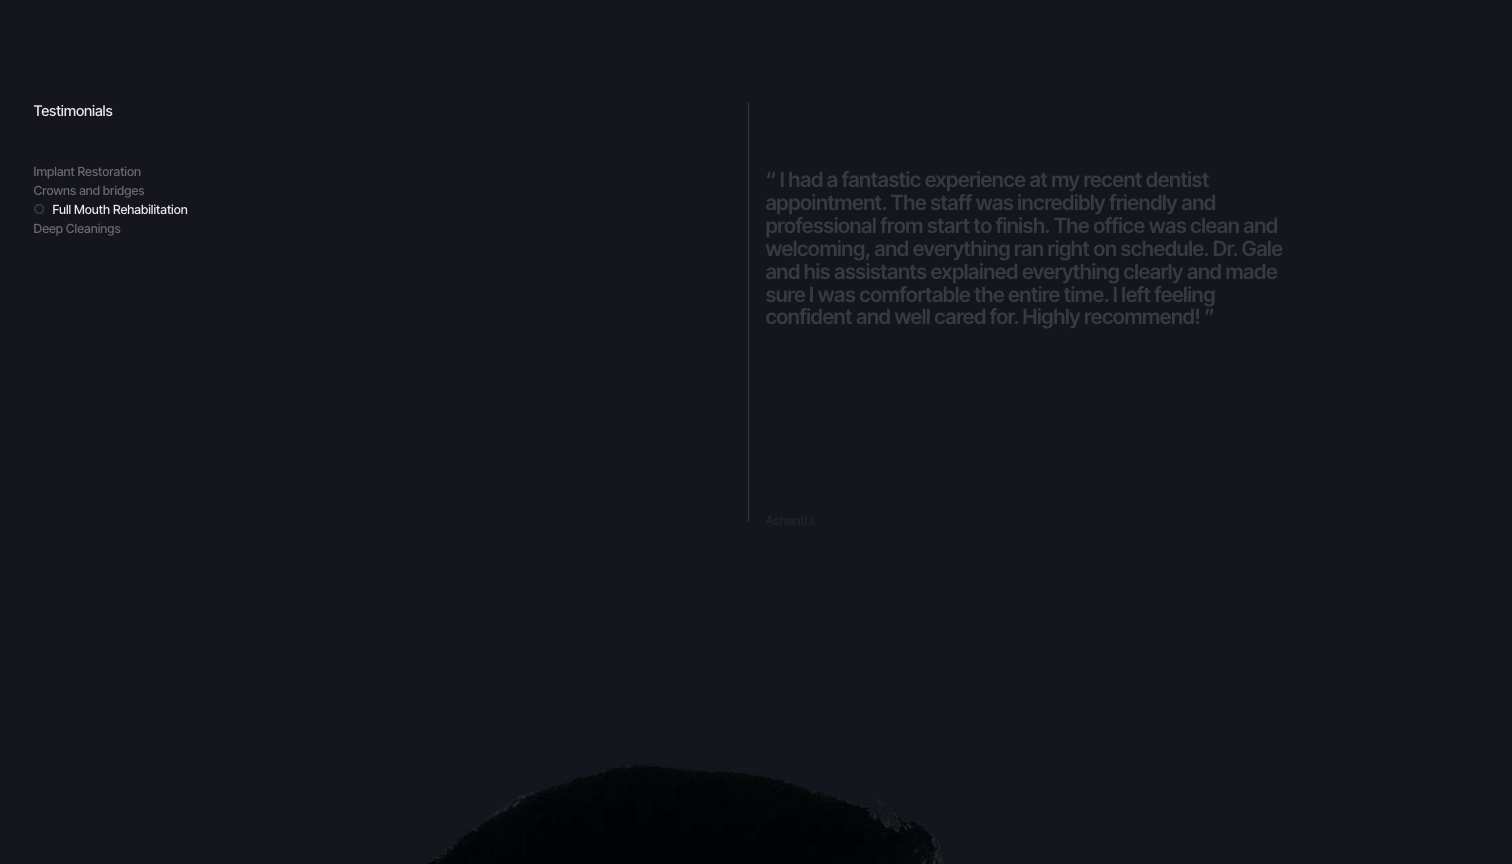 Testimonials
Implant Restoration
Crowns and bridges
Full Mouth Rehabilitation
Deep Cleanings
“ I had a fantastic experience at my recent dentist
appointment. The staff was incredibly friendly and
professional from start to finish. The office was clean and
welcoming, and everything ran right on schedule. Dr. Gale
and his assistants explained everything clearly and made
sure I was comfortable the entire time. I left feeling
confident and well cared for. Highly recommend! ”